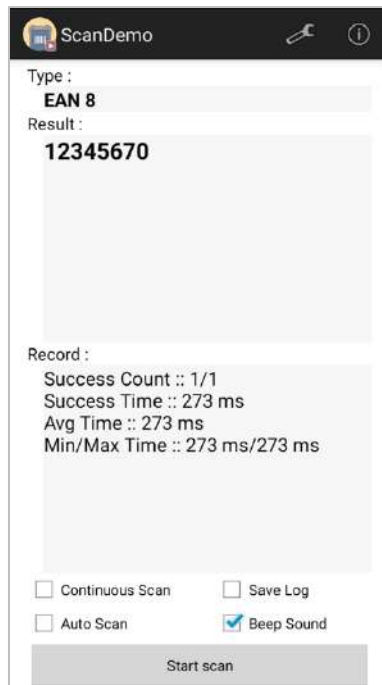 ScanDemo
Type :
EAN 8
Result :
12345670
Record :
Success Count :: 1/1
Success Time :: 273 ms
Avg Time :: 273 ms
Min/Max Time :: 273 ms/273 ms
Continuous Scan Save Log
Auto Scan Beep Sound
Start scan